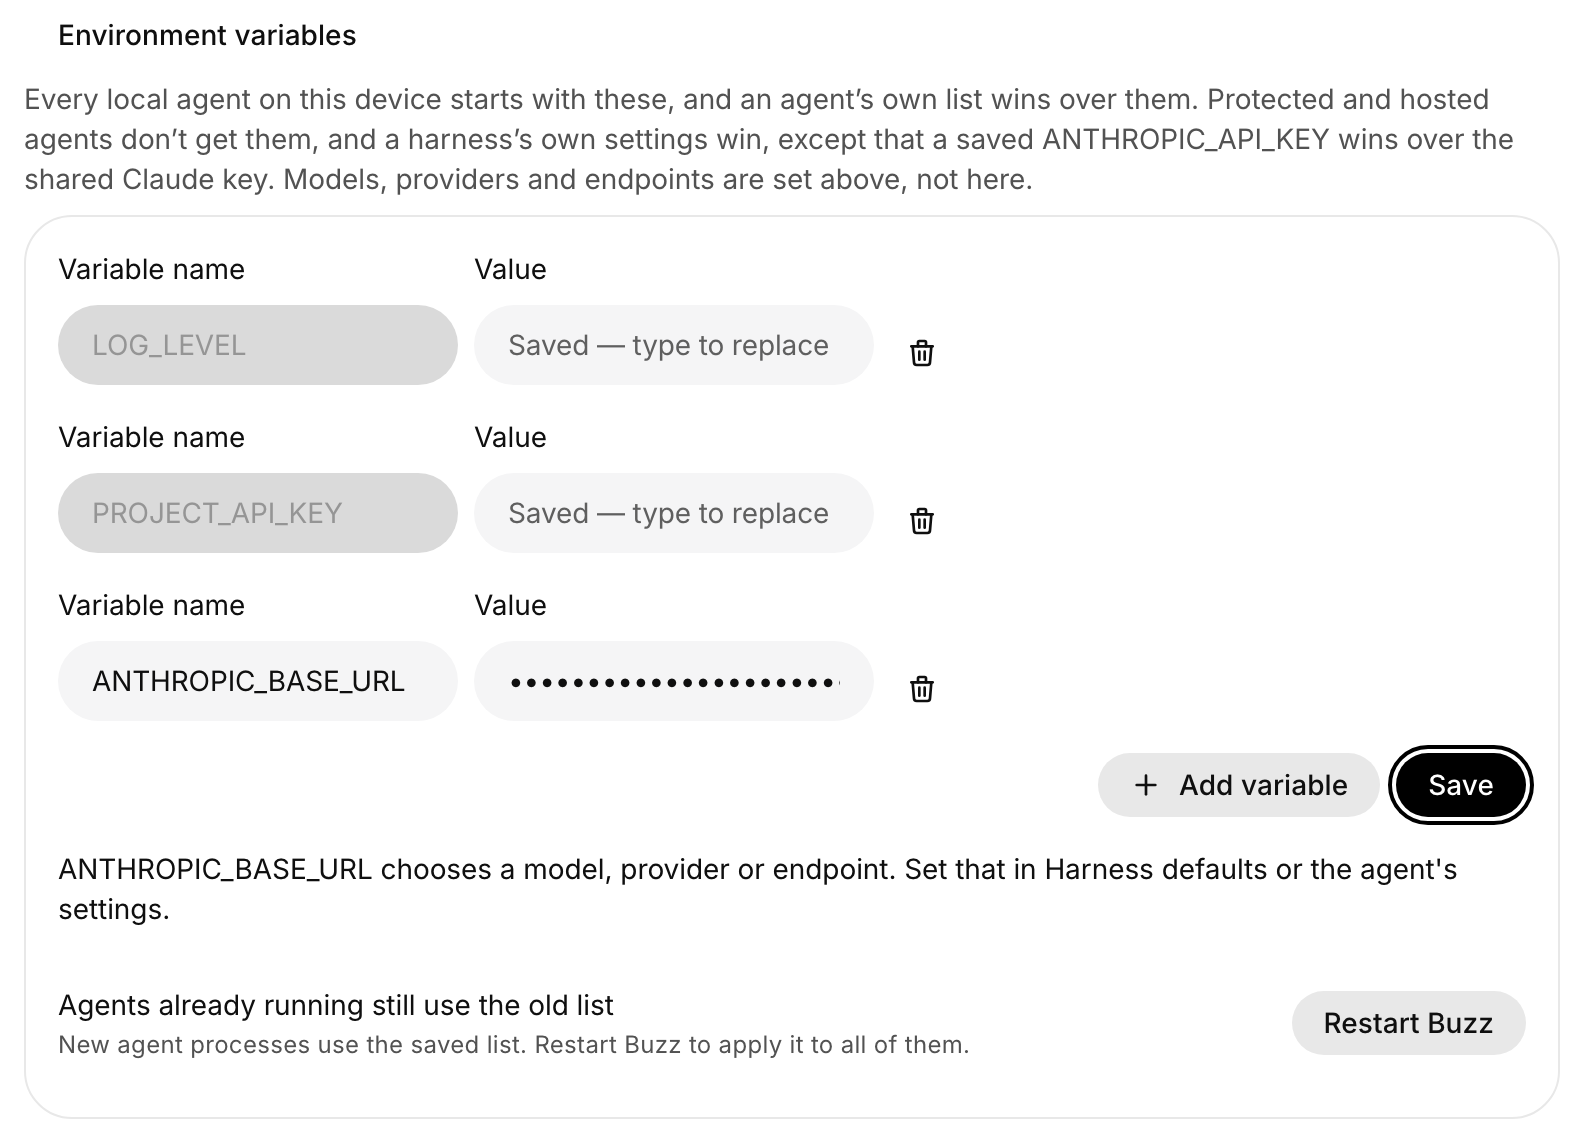 Environment variables
Every local agent on this device starts with these, and an agent’s own list wins over them. Protected and hosted
agents don’t get them, and a harness’s own settings win, except that a saved ANTHROPIC_API_KEY wins over the
shared Claude key. Models, providers and endpoints are set above, not here.
Variable name Value
LOG_LEVEL Saved — type to replace
Variable name Value
PROJECT_API_KEY Saved — type to replace
Variable name Value
ANTHROPIC_BASE_URL
Add variable Save
ANTHROPIC_BASE_URL chooses a model, provider or endpoint. Set that in Harness defaults or the agent's
settings.
Agents already running still use the old list
New agent processes use the saved list. Restart Buzz to apply it to all of them.
Restart Buzz